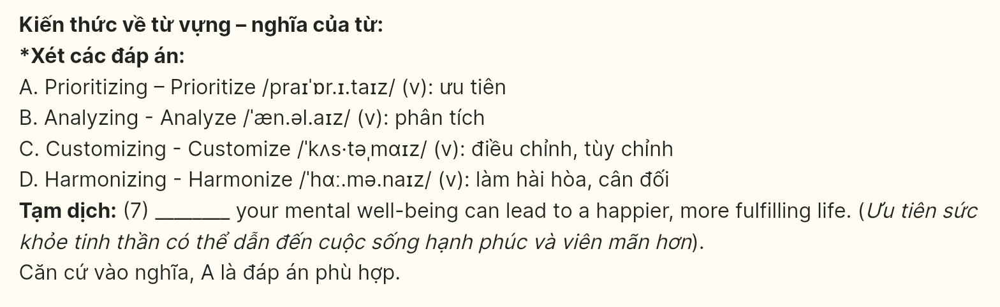 Kiến thức về từ vựng – nghĩa của từ:
*Xét các đáp án:
A. Prioritizing – Prioritize /praɪˈɒr.ɪ.taɪz/ (v): ưu tiên
B. Analyzing - Analyze /ˈæn.əl.aɪz/ (v): phân tích
C. Customizing - Customize /ˈkʌs·təˌmɑɪz/ (v): điều chỉnh, tùy chỉnh
D. Harmonizing - Harmonize /ˈhɑː.mə.naɪz/ (v): làm hài hòa, cân đối
Tạm dịch: (7) ________ your mental well-being can lead to a happier, more fulfilling life. (Ưu tiên sức
khỏe tinh thần có thể dẫn đến cuộc sống hạnh phúc và viên mãn hơn).
Căn cứ vào nghĩa, A là đáp án phù hợp.